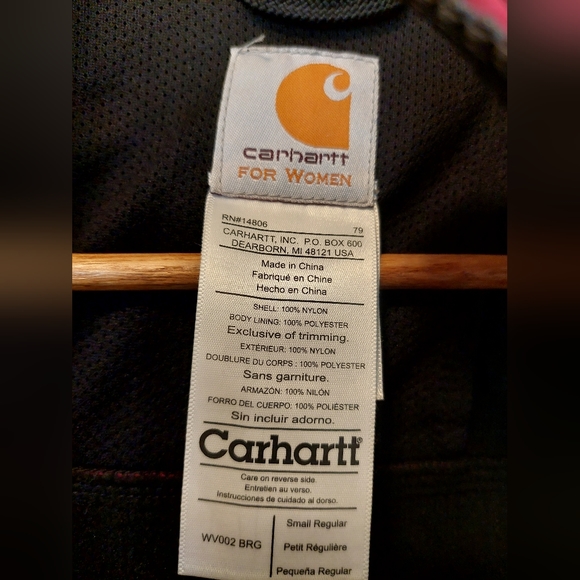 carhartt
FOR WOMEN
RN#14806 79
CARHARTT, INC. P.O. BOX 600
DEARBORN, MI 48121 USA
Made in China
Fabriqué en Chine
Hecho en China
SHELL: 100% NYLON
BODY LINING: 100% POLYESTER
Exclusive of trimming.
EXTÉRIEUR: 100% NYLON
DOUBLURE DU CORPS : 100% POLYESTER
Sans garniture.
ARMAZÓN: 100% NILÓN
FORRO DEL CUERPO: 100% POLIÉSTER
Sin incluir adorno.
Carhartt®
Care on reverse side.
Entretien au verso.
Instrucciones de cuidado al dorso.
WV002 BRG
Small Regular
Petit Régulière
Pequeña Regular